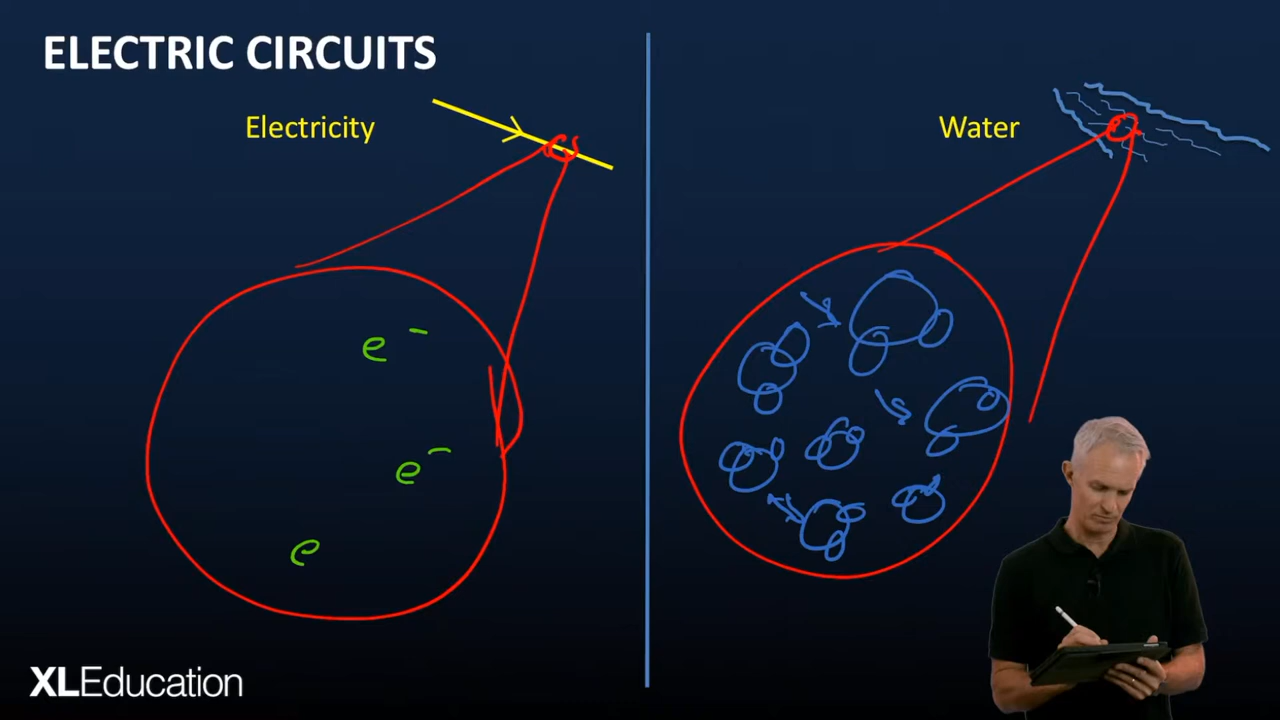 ELECTRIC CIRCUITS
Electricity
Water
e⁻
e⁻
e
XLEducation